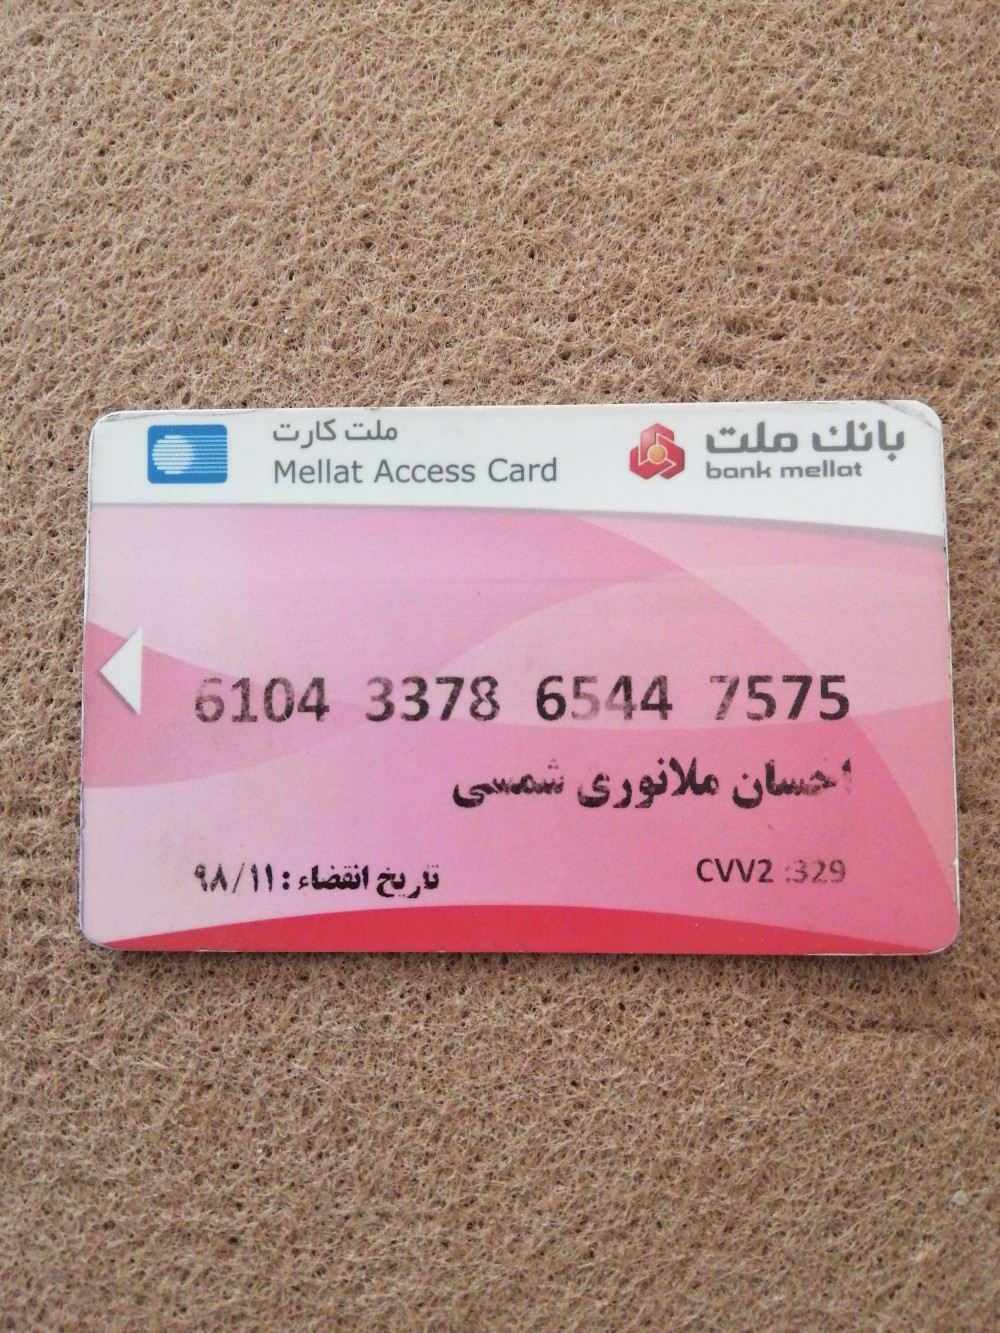 ملت کارت
Mellat Access Card
بانك ملت
bank mellat
6104 3378 6544 7575
احسان ملانوری شمسی
تاریخ انقضاء : ۹۸/۱۱
CVV2 :329